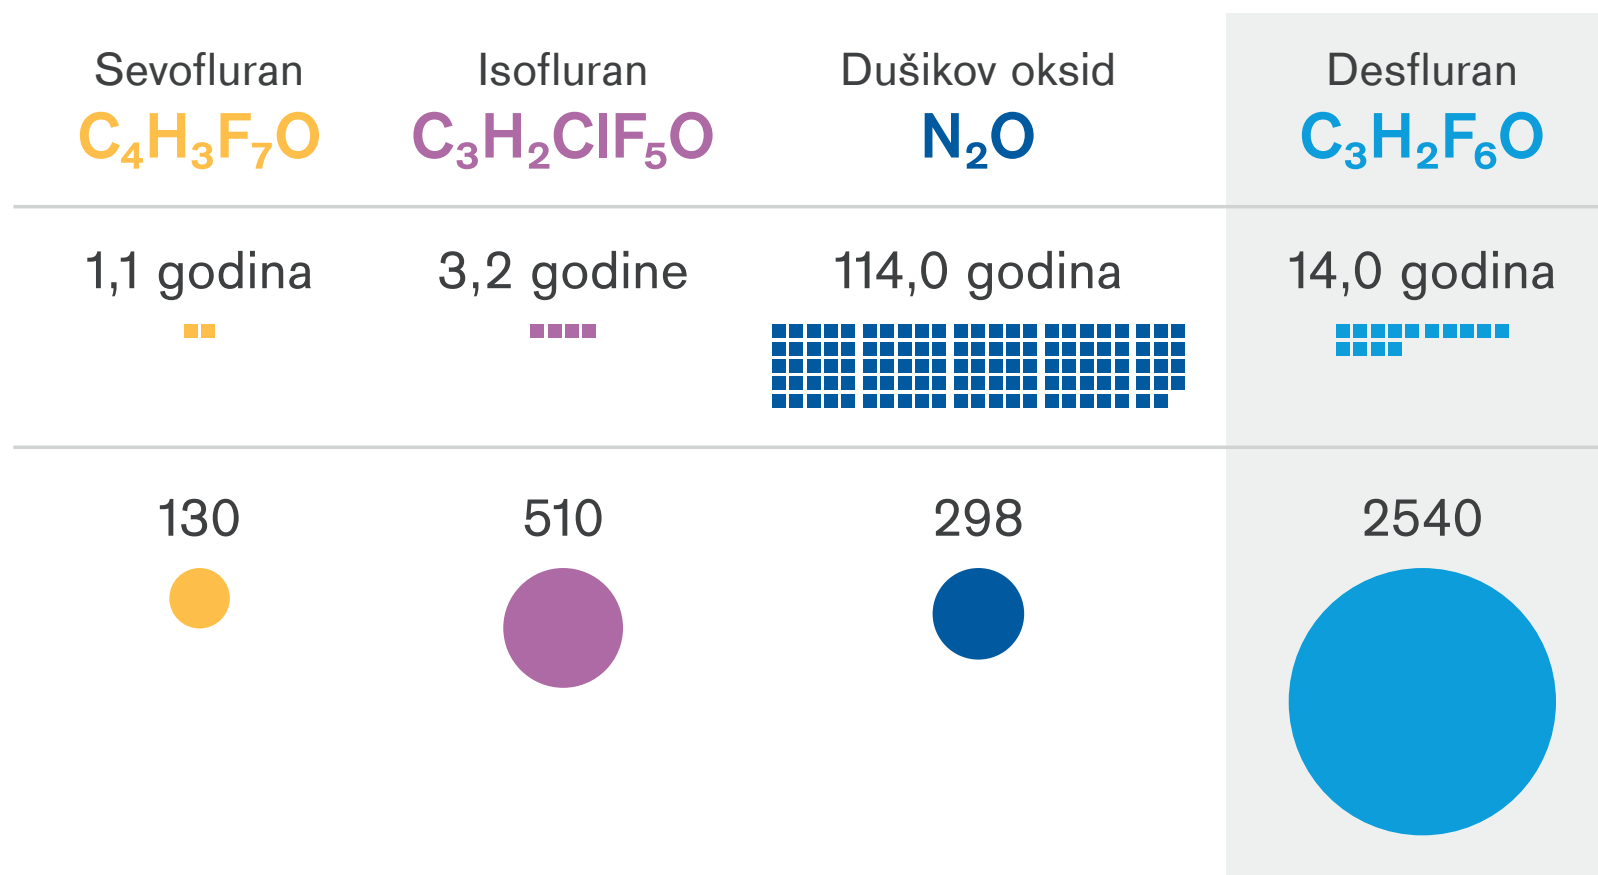 Sevofluran
C₄H₃F₇O
Isofluran
C₃H₂ClF₅O
Dušikov oksid
N₂O
Desfluran
C₃H₂F₆O
1,1 godina
3,2 godine
114,0 godina
14,0 godina
130
510
298
2540